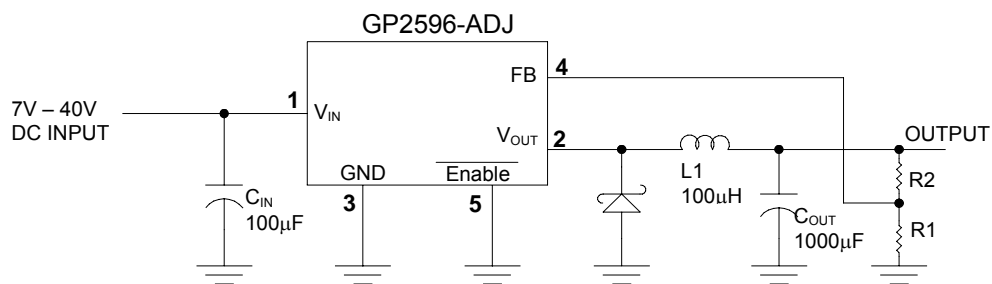 GP2596-ADJ
FB
4
7V – 40V
DC INPUT
1
VIN
VOUT
2
OUTPUT
GND
Enable
3
5
CIN
100μF
L1
100μH
COUT
1000μF
R2
R1